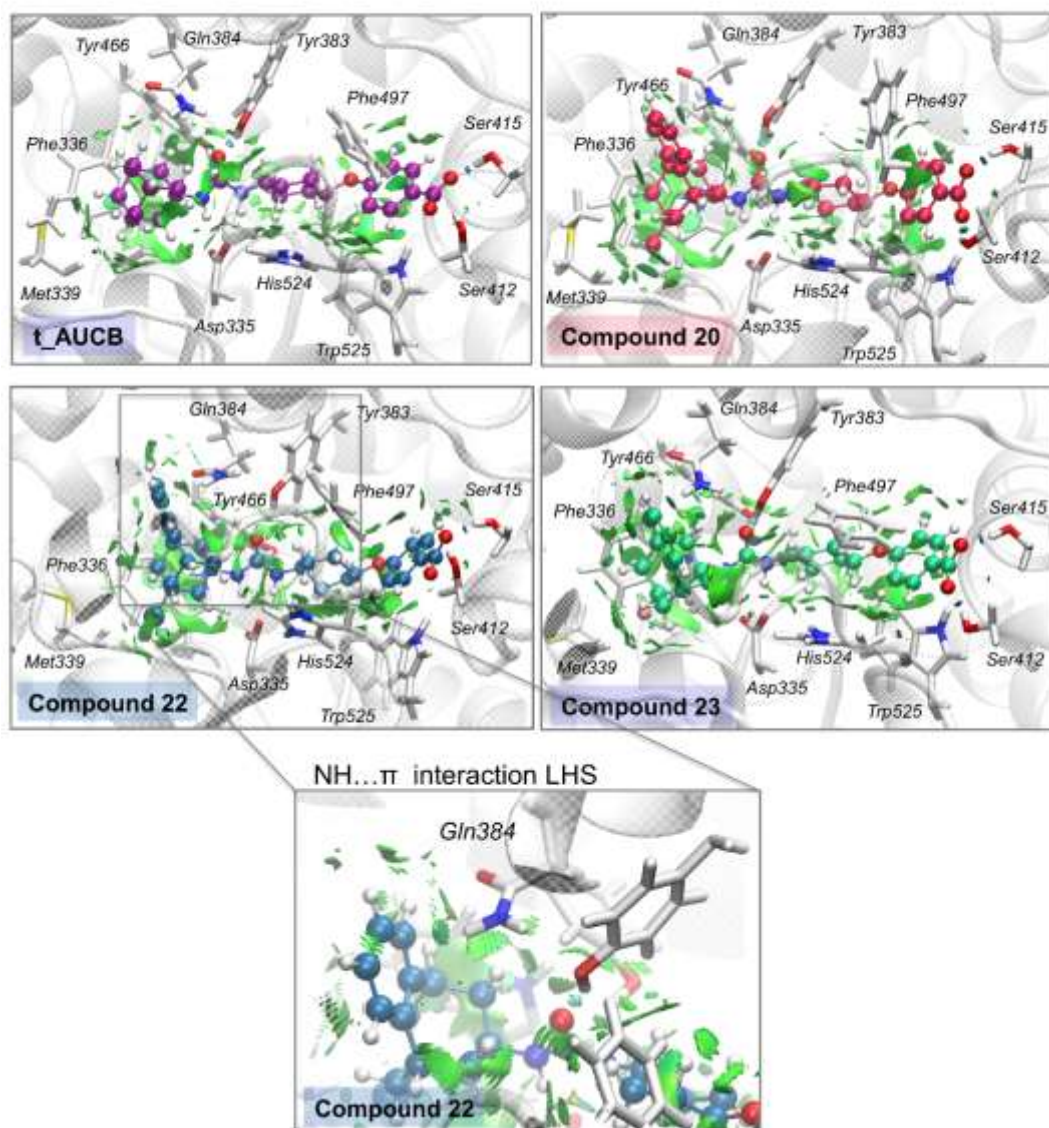 Tyr466
Gln384
Tyr383
Phe497
Ser415
Phe336
Met339
His524
Ser412
Asp335
t_AUCB
Trp525
Gln384
Tyr383
Tyr466
Phe497
Ser415
Phe336
Ser412
Met339
His524
Asp335
Compound 20
Trp525
Gln384
Tyr383
Tyr466
Phe497
Ser415
Phe336
Ser412
Met339
His524
Asp335
Compound 22
Trp525
Gln384
Tyr383
Tyr466
Phe497
Ser415
Phe336
Asp335
His524
Ser412
Met339
Compound 23
Trp525
NH...π interaction LHS
Gln384
Compound 22